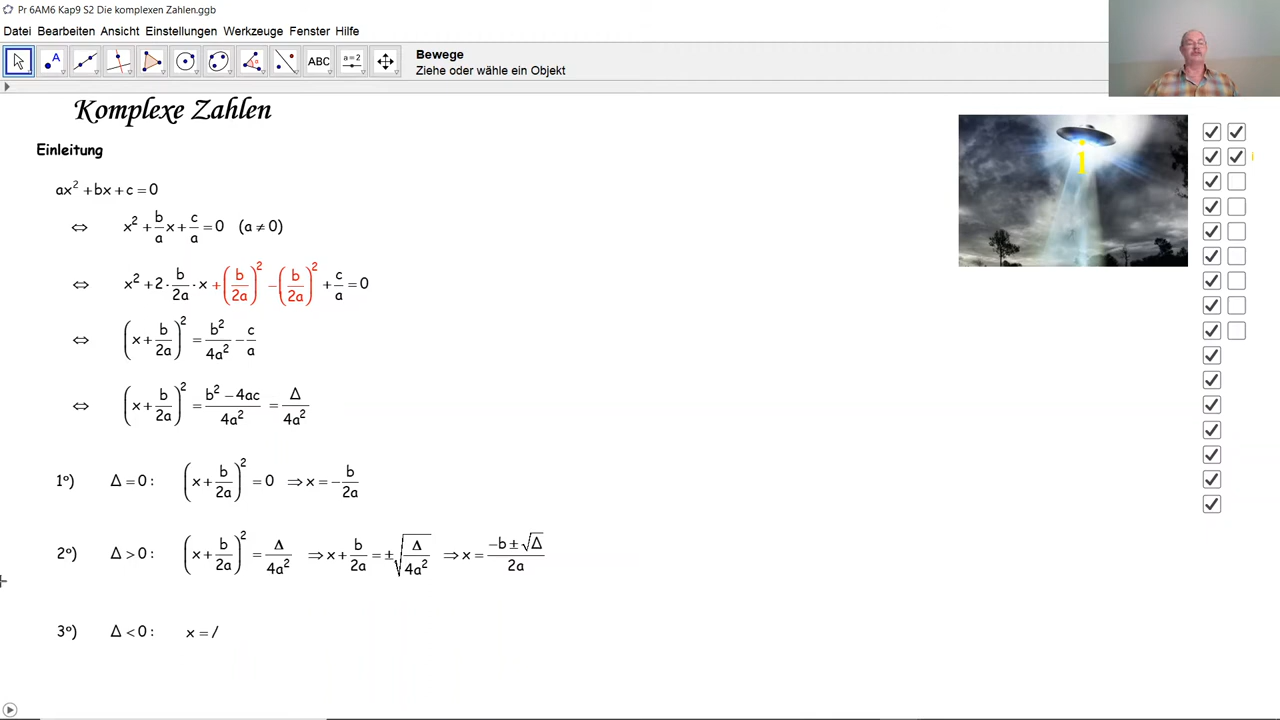 Pr 6AM6 Kap9 S2 Die komplexen Zahlen.ggb
Datei Bearbeiten Ansicht Einstellungen Werkzeuge Fenster Hilfe
A
ABC
a=2
Bewege
Ziehe oder wähle ein Objekt
Komplexe Zahlen
i
Einleitung
ax² + bx + c = 0
⇔ x² + b/a x + c/a = 0 (a ≠ 0)
⇔ x² + 2 · b/2a · x + (b/2a)² − (b/2a)² + c/a = 0
⇔ (x + b/2a)² = b²/4a² − c/a
⇔ (x + b/2a)² = b² − 4ac/4a² = Δ/4a²
1°) Δ = 0 : (x + b/2a)² = 0 ⇒ x = − b/2a
2°) Δ > 0 : (x + b/2a)² = Δ/4a² ⇒ x + b/2a = ± √Δ/4a² ⇒ x = −b ± √Δ/2a
3°) Δ < 0 : x = /